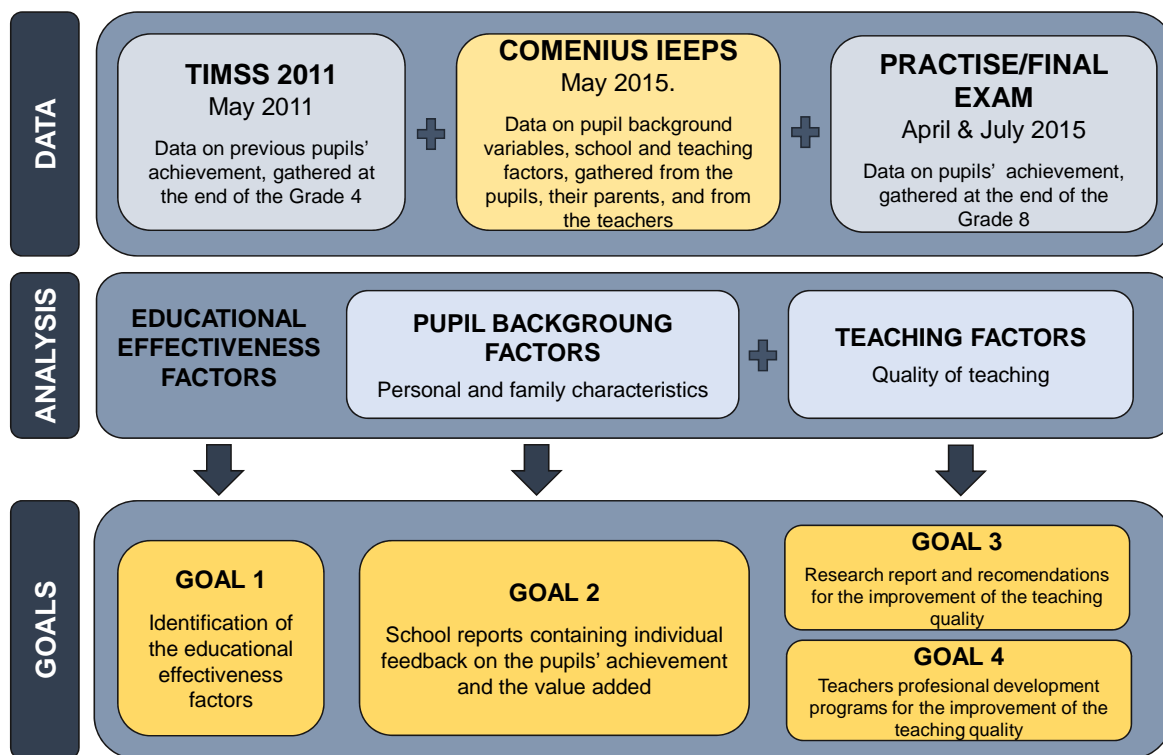 DATA
TIMSS 2011
May 2011
Data on previous pupils'
achievement, gathered at
the end of the Grade 4
COMENIUS IEEPS
May 2015.
Data on pupil background
variables, school and teaching
factors, gathered from the
pupils, their parents, and from
the teachers
PRACTISE/FINAL
EXAM
April & July 2015
Data on pupils' achievement,
gathered at the end of the
Grade 8
ANALYSIS
EDUCATIONAL
EFFECTIVENESS
FACTORS
PUPIL BACKGROUNG
FACTORS
Personal and family characteristics
TEACHING FACTORS
Quality of teaching
GOALS
GOAL 1
Identification of
the educational
effectiveness
factors
GOAL 2
School reports containing individual
feedback on the pupils' achievement
and the value added
GOAL 3
Research report and recomendations
for the improvement of the teaching
quality
GOAL 4
Teachers profesional development
programs for the improvement of the
teaching quality